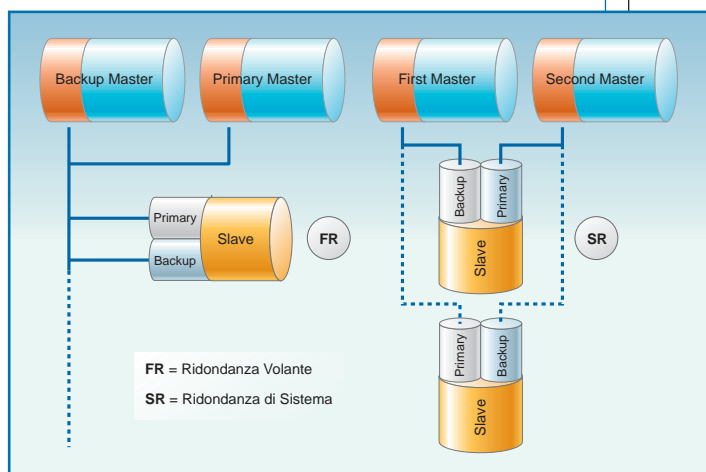 Backup Master
Primary Master
First Master
Second Master
Primary
Backup
Slave
FR
Backup
Primary
Slave
SR
Primary
Backup
Slave
FR = Ridondanza Volante
SR = Ridondanza di Sistema